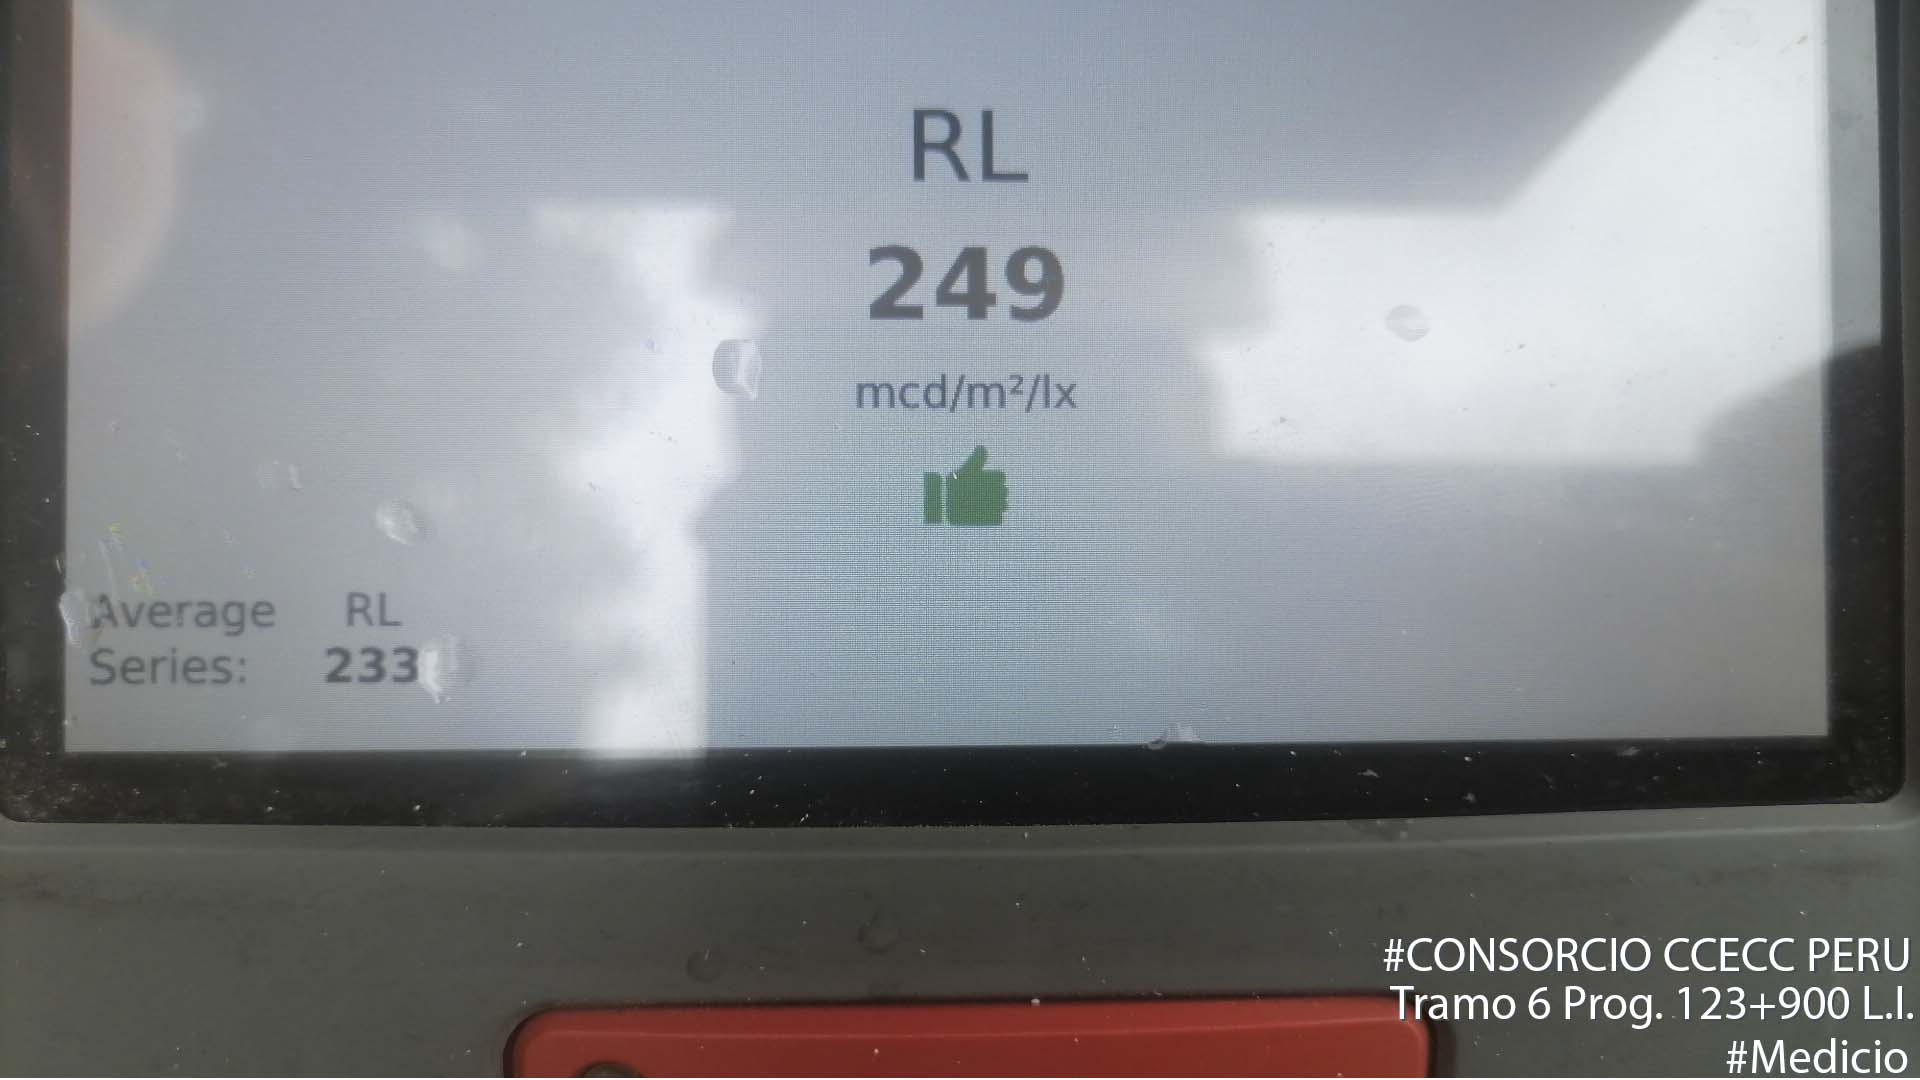 RL
249
mcd/m²/lx
Average RL
Series: 233
#CONSORCIO CCECC PERU
Tramo 6 Prog. 123+900 L.I.
#Medicio